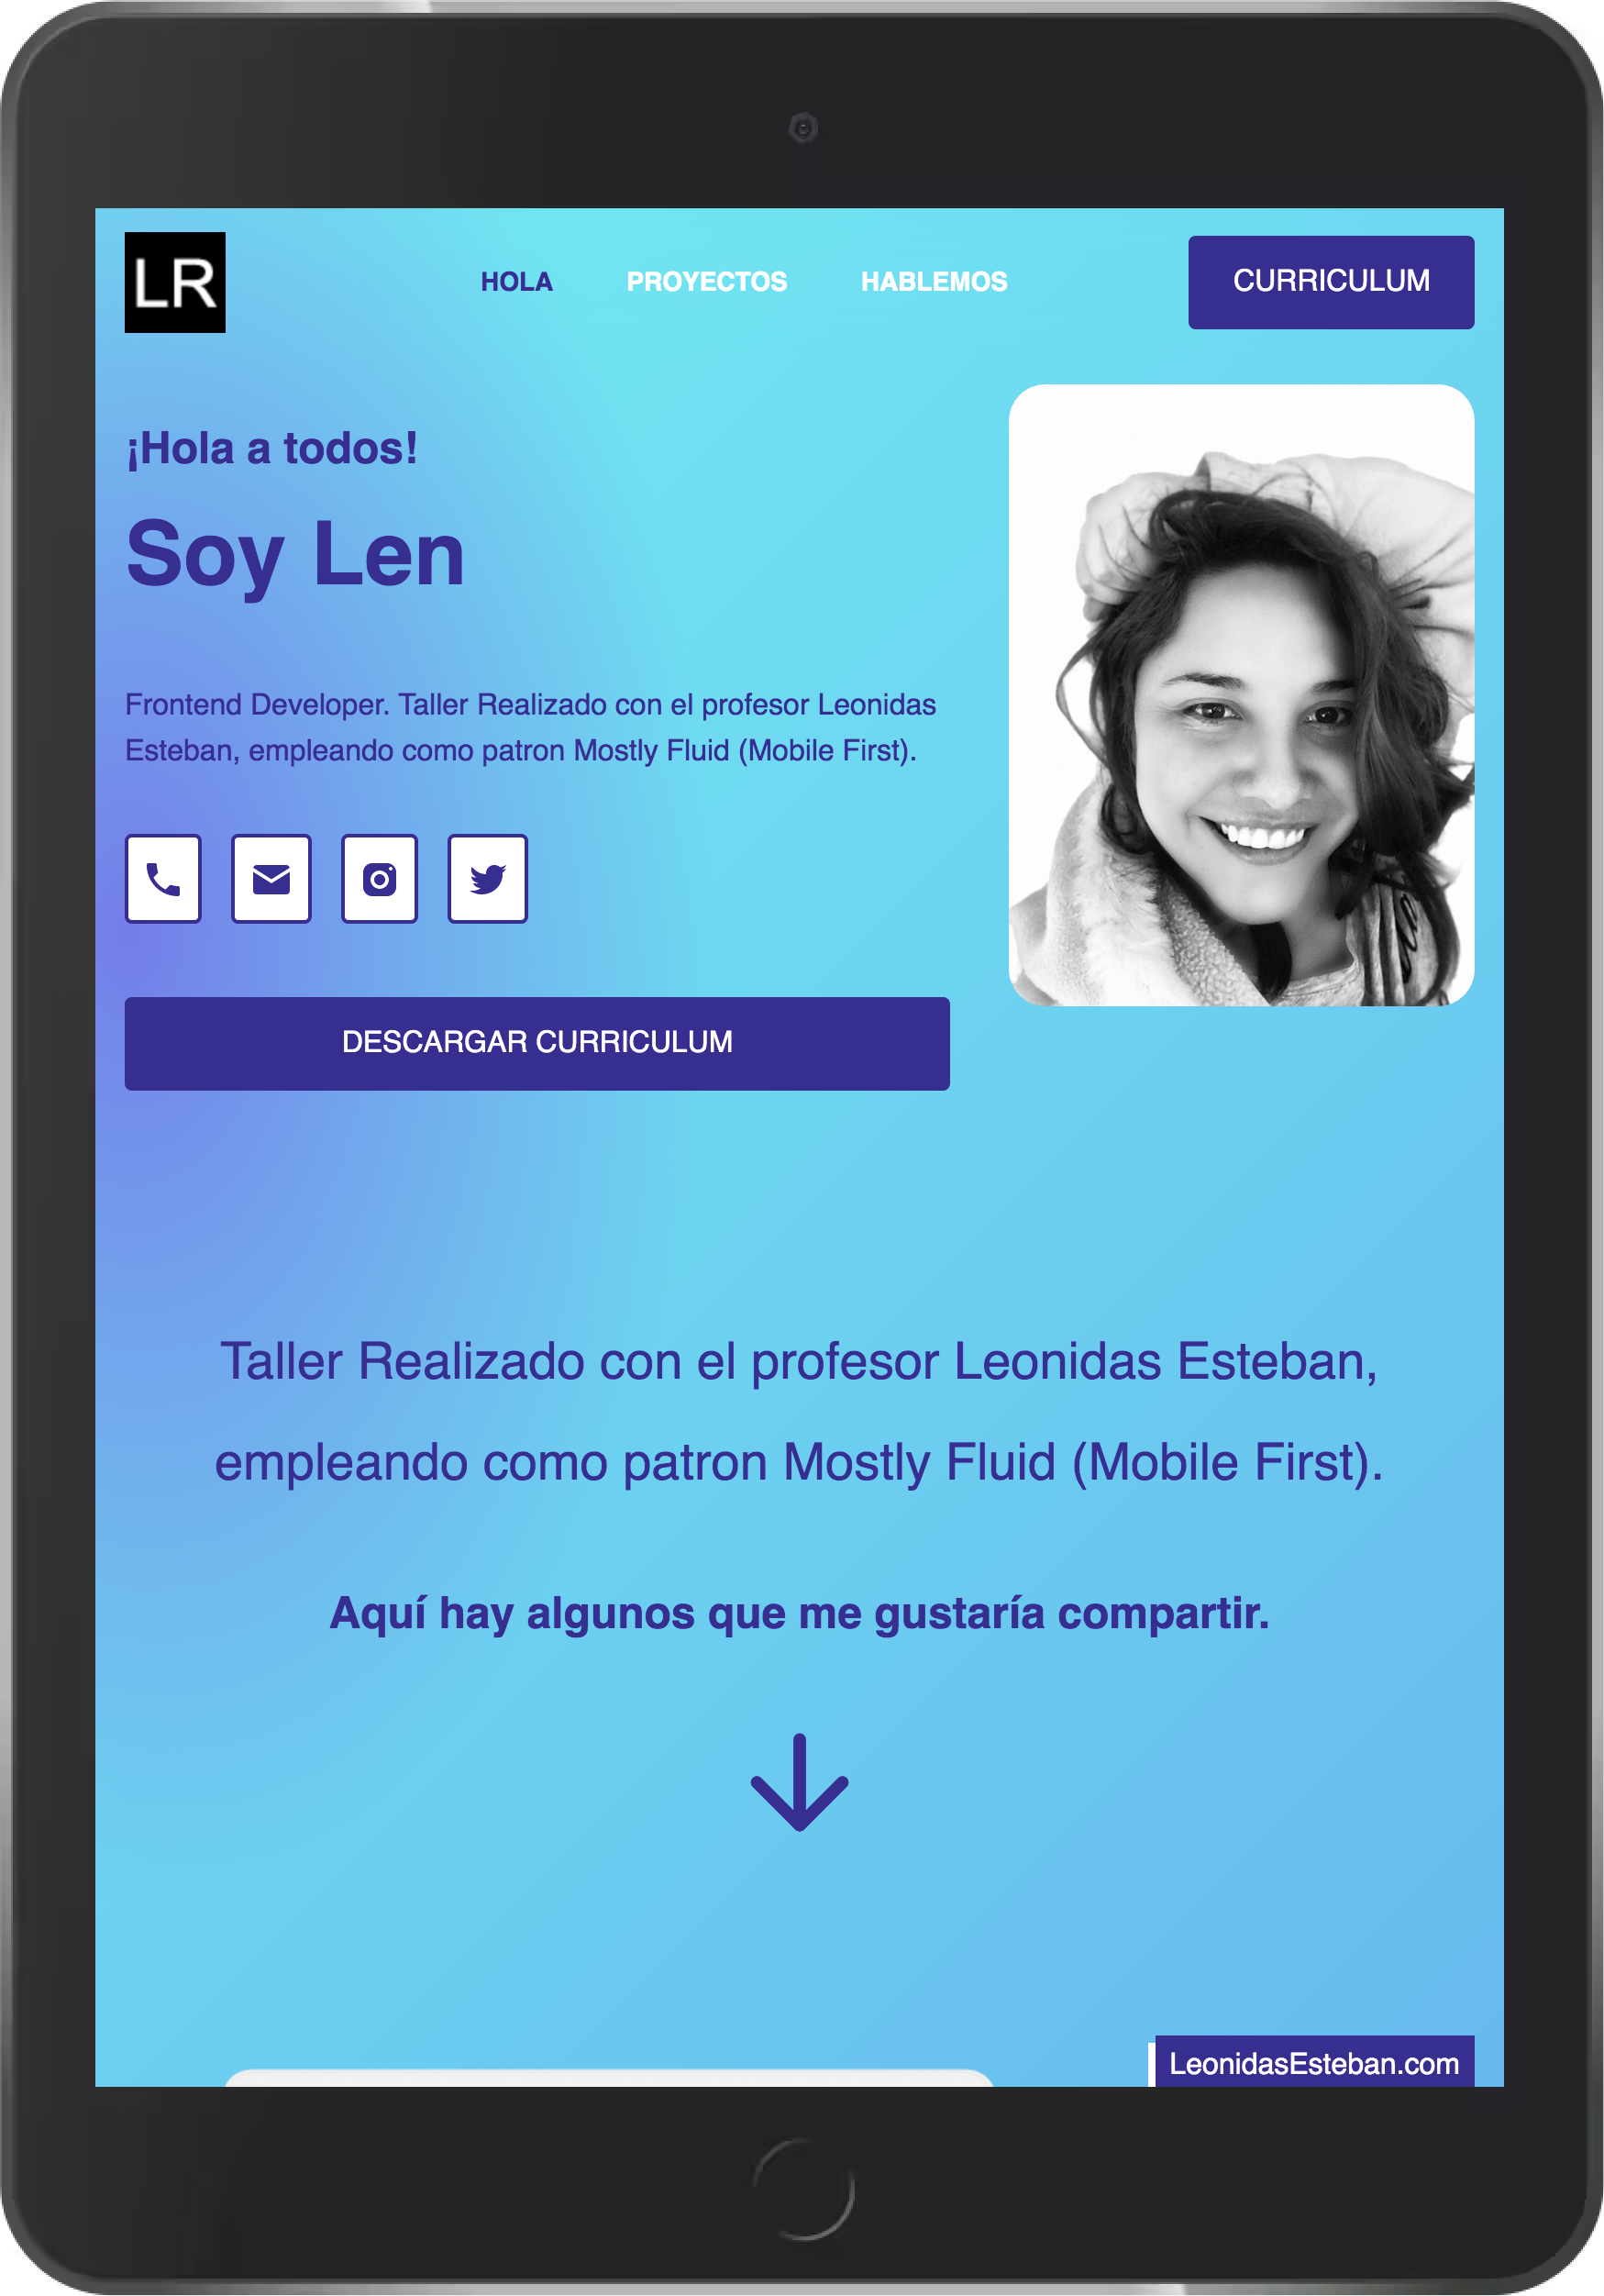 LR
HOLA PROYECTOS HABLEMOS CURRICULUM
¡Hola a todos!
Soy Len
Frontend Developer. Taller Realizado con el profesor Leonidas
Esteban, empleando como patron Mostly Fluid (Mobile First).
DESCARGAR CURRICULUM
Taller Realizado con el profesor Leonidas Esteban,
empleando como patron Mostly Fluid (Mobile First).
Aquí hay algunos que me gustaría compartir.
LeonidasEsteban.com